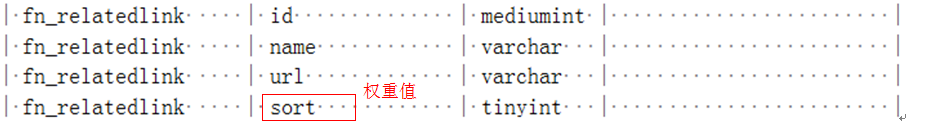 | fn_relatedlink ····· | id ············ | mediumint · | ························ |
| fn_relatedlink ····· | name ·········· | varchar ··· | ························ |
| fn_relatedlink ····· | url ··········· | varchar ··· | ························ |
权重值
| fn_relatedlink ····· | sort ·········· | tinyint ··· | ························ |↵